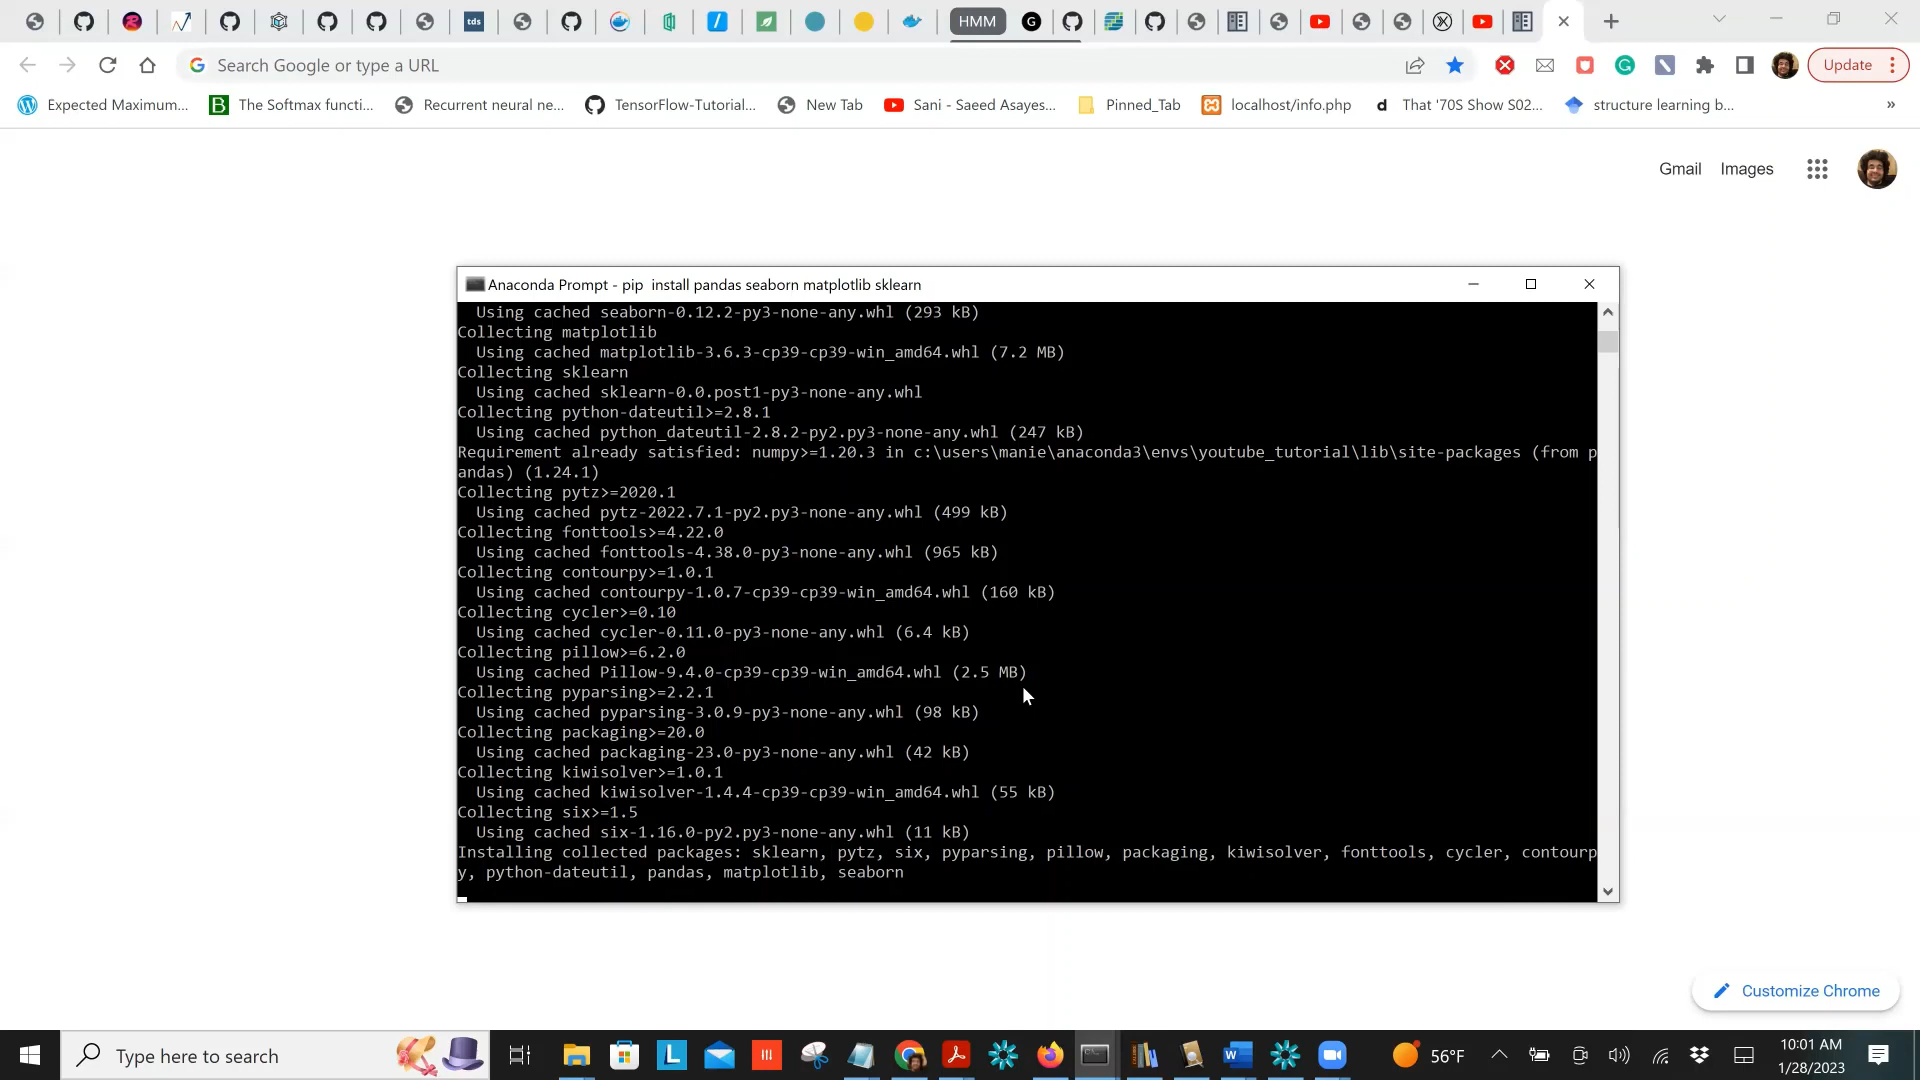 tds
HMM
G
Search Google or type a URL
Update
Expected Maximum...
B
The Softmax functi...
Recurrent neural ne...
TensorFlow-Tutorial...
New Tab
Sani - Saeed Asayes...
Pinned_Tab
localhost/info.php
d
That '70S Show S02...
structure learning b...
»
Gmail
Images
Anaconda Prompt - pip  install pandas seaborn matplotlib sklearn
Using cached seaborn-0.12.2-py3-none-any.whl (293 kB)
Collecting matplotlib
Using cached matplotlib-3.6.3-cp39-cp39-win_amd64.whl (7.2 MB)
Collecting sklearn
Using cached sklearn-0.0.post1-py3-none-any.whl
Collecting python-dateutil>=2.8.1
Using cached python_dateutil-2.8.2-py2.py3-none-any.whl (247 kB)
Requirement already satisfied: numpy>=1.20.3 in c:\users\manie\anaconda3\envs\youtube_tutorial\lib\site-packages (from p
andas) (1.24.1)
Collecting pytz>=2020.1
Using cached pytz-2022.7.1-py2.py3-none-any.whl (499 kB)
Collecting fonttools>=4.22.0
Using cached fonttools-4.38.0-py3-none-any.whl (965 kB)
Collecting contourpy>=1.0.1
Using cached contourpy-1.0.7-cp39-cp39-win_amd64.whl (160 kB)
Collecting cycler>=0.10
Using cached cycler-0.11.0-py3-none-any.whl (6.4 kB)
Collecting pillow>=6.2.0
Using cached Pillow-9.4.0-cp39-cp39-win_amd64.whl (2.5 MB)
Collecting pyparsing>=2.2.1
Using cached pyparsing-3.0.9-py3-none-any.whl (98 kB)
Collecting packaging>=20.0
Using cached packaging-23.0-py3-none-any.whl (42 kB)
Collecting kiwisolver>=1.0.1
Using cached kiwisolver-1.4.4-cp39-cp39-win_amd64.whl (55 kB)
Collecting six>=1.5
Using cached six-1.16.0-py2.py3-none-any.whl (11 kB)
Installing collected packages: sklearn, pytz, six, pyparsing, pillow, packaging, kiwisolver, fonttools, cycler, contourp
y, python-dateutil, pandas, matplotlib, seaborn
Customize Chrome
Type here to search
L
W
56°F
10:01 AM
1/28/2023